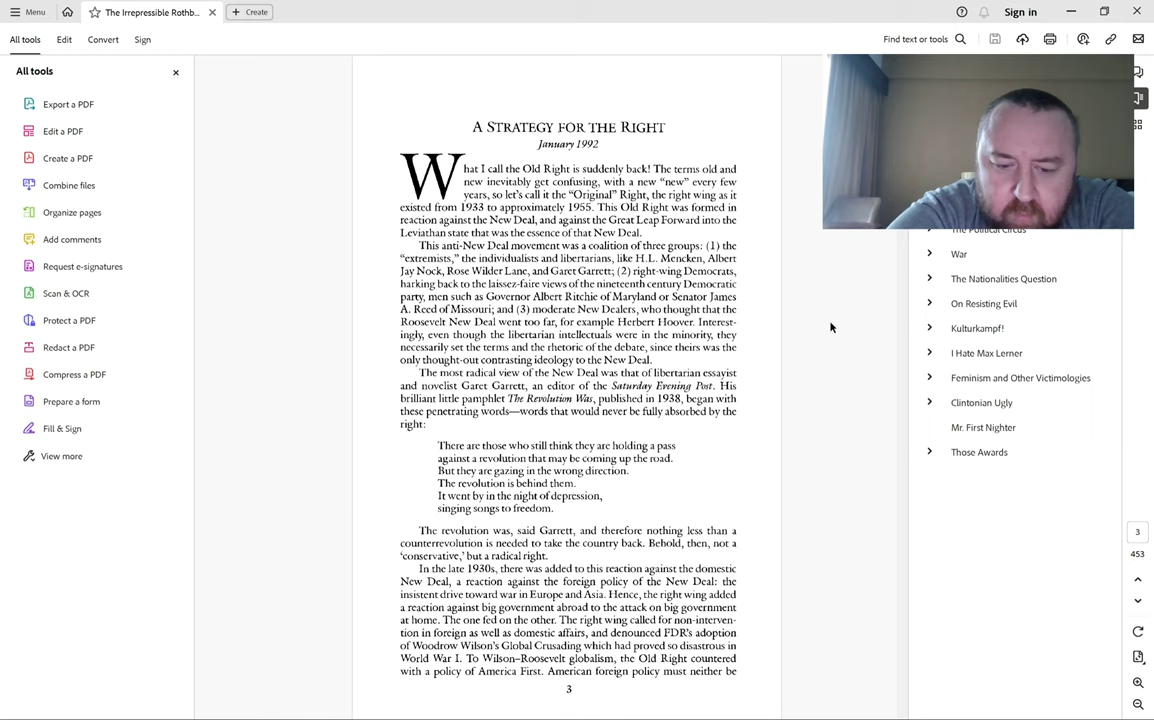 Menu
The Irrepressible Rothb...
Create
Sign in
All tools
Edit
Convert
Sign
Find text or tools
All tools
Export a PDF
Edit a PDF
Create a PDF
Combine files
Organize pages
Add comments
Request e-signatures
Scan & OCR
Protect a PDF
Redact a PDF
Compress a PDF
Prepare a form
Fill & Sign
View more
A STRATEGY FOR THE RIGHT
January 1992
What I call the Old Right is suddenly back! The terms old and
new inevitably get confusing, with a new “new” every few
years, so let’s call it the “Original” Right, the right wing as it
existed from 1933 to approximately 1955. This Old Right was formed in
reaction against the New Deal, and against the Great Leap Forward into the
Leviathan state that was the essence of that New Deal.
This anti-New Deal movement was a coalition of three groups: (1) the
“extremists,” the individualists and libertarians, like H.L. Mencken, Albert
Jay Nock, Rose Wilder Lane, and Garet Garrett; (2) right-wing Democrats,
harking back to the laissez-faire views of the nineteenth century Democratic
party, men such as Governor Albert Ritchie of Maryland or Senator James
A. Reed of Missouri; and (3) moderate New Dealers, who thought that the
Roosevelt New Deal went too far, for example Herbert Hoover. Interest-
ingly, even though the libertarian intellectuals were in the minority, they
necessarily set the terms and the rhetoric of the debate, since theirs was the
only thought-out contrasting ideology to the New Deal.
The most radical view of the New Deal was that of libertarian essayist
and novelist Garet Garrett, an editor of the Saturday Evening Post. His
brilliant little pamphlet The Revolution Was, published in 1938, began with
these penetrating words—words that would never be fully absorbed by the
right:
There are those who still think they are holding a pass
against a revolution that may be coming up the road.
But they are gazing in the wrong direction.
The revolution is behind them.
It went by in the night of depression,
singing songs to freedom.
The revolution was, said Garrett, and therefore nothing less than a
counterrevolution is needed to take the country back. Behold, then, not a
‘conservative,’ but a radical right.
In the late 1930s, there was added to this reaction against the domestic
New Deal, a reaction against the foreign policy of the New Deal: the
insistent drive toward war in Europe and Asia. Hence, the right wing added
a reaction against big government abroad to the attack on big government
at home. The one fed on the other. The right wing called for non-interven-
tion in foreign as well as domestic affairs, and denounced FDR’s adoption
of Woodrow Wilson’s Global Crusading which had proved so disastrous in
World War I. To Wilson–Roosevelt globalism, the Old Right countered
with a policy of America First. American foreign policy must neither be
3
The Political Circus
War
The Nationalities Question
On Resisting Evil
Kulturkampf!
I Hate Max Lerner
Feminism and Other Victimologies
Clintonian Ugly
Mr. First Nighter
Those Awards
3
453